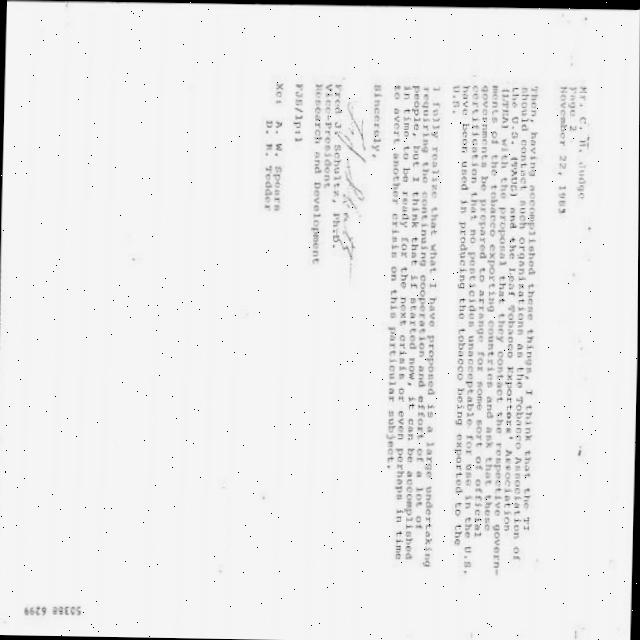 Mr. C. H. Judge
Page 2
November 22, 1983
Then, having accomplished these things, I think that the TI
should contact such organizations as the Tobacco Association of
the U.S. (TAUS) and the Leaf Tobacco Exporters' Association
(LTEA) with the proposal that they contact the respective govern-
ments of the tobacco exporting countries and ask that these
governments be prepared to arrange for some sort of official
certification that no pesticides unacceptable for use in the U.S.
have been used in producing the tobacco being exported to the
U.S.
I fully realize that what I have proposed is a large undertaking
requiring the continuing cooperation and effort of a lot of
people, but I think that if started now, it can be accomplished
in time to be ready for the next crisis or even perhaps in time
to avert another crisis on this particular subject.
Sincerely,
Fred J. Schultz, Ph.D.
Vice-President
Research and Development
FJS/lpil
Xc: A. W. Spears
D. R. Tedder
50388 6299